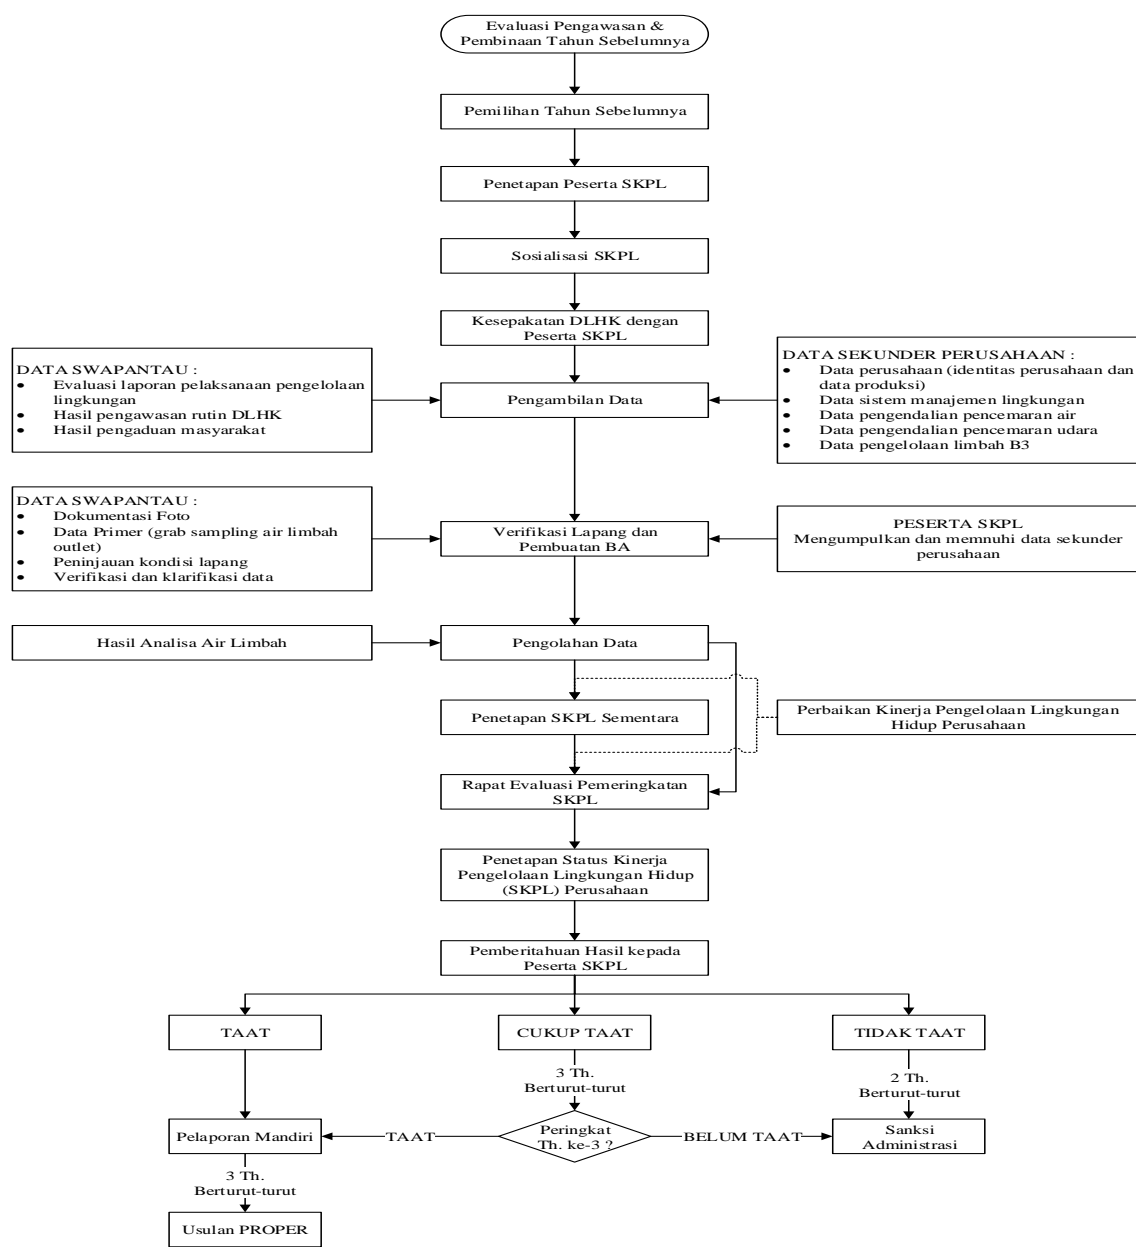 Evaluasi Pengawasan &
Pembinaan Tahun Sebelumnya
Pemilihan Tahun Sebelumnya
Penetapan Peserta SKPL
Sosialisasi SKPL
Kesepakatan DLHK dengan
Peserta SKPL
DATA SWAPANTAU :
• Evaluasi laporan pelaksanaan pengelolaan
lingkungan
• Hasil pengawasan rutin DLHK
• Hasil pengaduan masyarakat
Pengambilan Data
DATA SEKUNDER PERUSAHAAN :
• Data perusahaan (identitas perusahaan dan
data produksi)
• Data sistem manajemen lingkungan
• Data pengendalian pencemaran air
• Data pengendalian pencemaran udara
• Data pengelolaan limbah B3
DATA SWAPANTAU :
• Dokumentasi Foto
• Data Primer (grab sampling air limbah
outlet)
• Peninjauan kondisi lapang
• Verifikasi dan klarifikasi data
Verifikasi Lapang dan
Pembuatan BA
PESERTA SKPL
Mengumpulkan dan memnuhi data sekunder
perusahaan
Hasil Analisa Air Limbah
Pengolahan Data
Penetapan SKPL Sementara
Perbaikan Kinerja Pengelolaan Lingkungan
Hidup Perusahaan
Rapat Evaluasi Pemeringkatan
SKPL
Penetapan Status Kinerja
Pengelolaan Lingkungan Hidup
(SKPL) Perusahaan
Pemberitahuan Hasil kepada
Peserta SKPL
TAAT
CUKUP TAAT
TIDAK TAAT
3 Th.
Berturut-turut
2 Th.
Berturut-turut
Pelaporan Mandiri
TAAT
Peringkat
Th. ke-3 ?
BELUM TAAT
Sanksi
Administrasi
3 Th.
Berturut-turut
Usulan PROPER